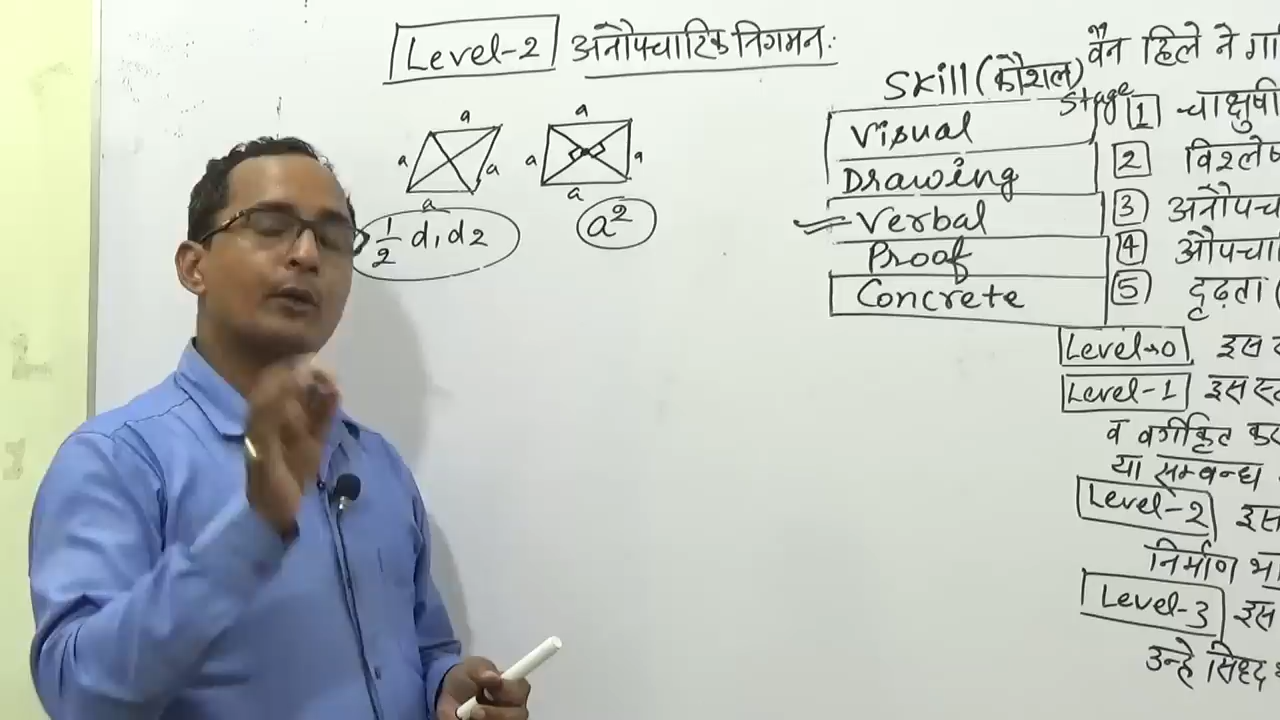 Level-2 अनौपचारिक निगमन:
a
a
a
a
1/2 d1d2
a
a
a
a
a²
Skill (कौशल)
Visual
Drawing
Verbal
Proof
Concrete
वैन हिले ने गा
Stage 1 चाक्षुषी
2 विश्ले
3 अनौपच
4 औपचा
5 दृढ़ता (
Level→0 इस
Level-1 इस स्
व वर्गीकृत कर
या सम्बन्ध
Level-2 इस
निर्माण भा
Level-3 इस
उन्हे सिद्ध